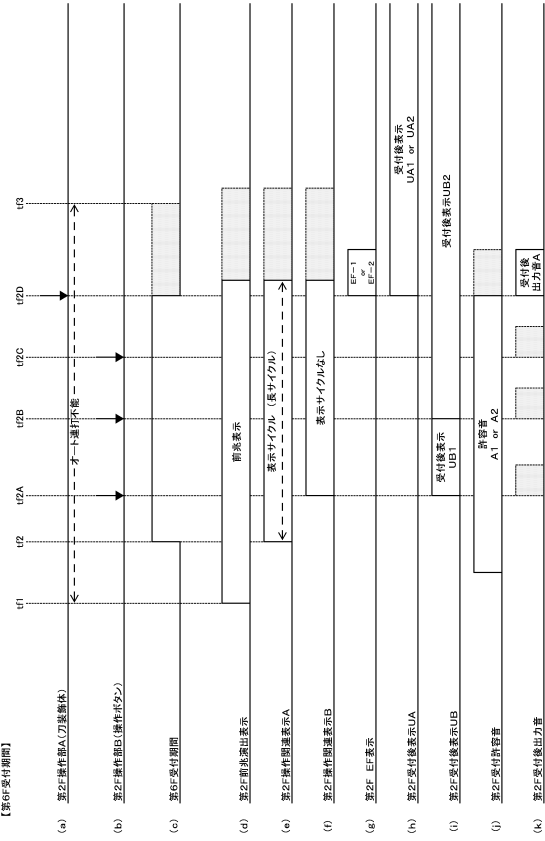 【第6F受付期間】
tf1
tf2
tf2A
tf2B
tf2C
tf2D
tf3
(a) 第2F操作部A(刀装飾体)
オート連打不能
(b) 第2F操作部B(操作ボタン)
(c) 第6F受付期間
(d) 第2F前兆演出表示
前兆表示
(e) 第2F操作関連表示A
表示サイクル (長サイクル)
(f) 第2F操作関連表示B
表示サイクルなし
(g) 第2F EF表示
EF-1
or
EF-2
(h) 第2F受付後表示UA
受付後表示
UA1 or UA2
(i) 第2F受付後表示UB
受付後表示
UB1
受付後表示UB2
(j) 第2F受付許容音
許容音
A1 or A2
(k) 第2F受付後出力音
受付後
出力音A